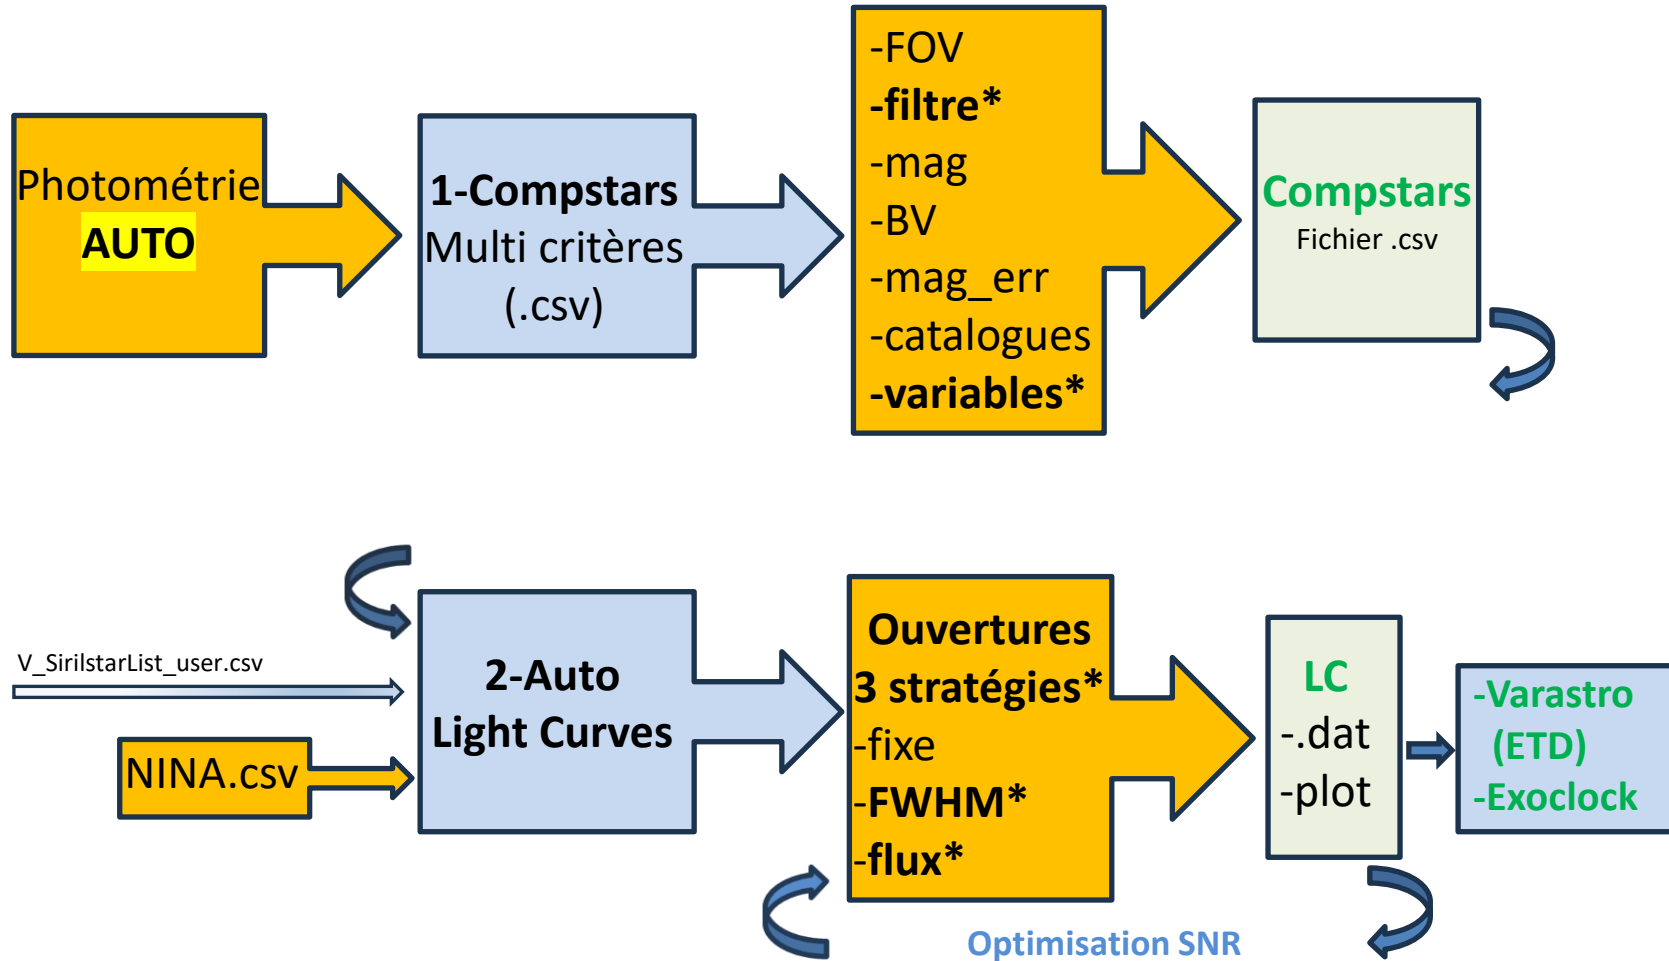 Photométrie
AUTO
1-Compstars
Multi critères
(.csv)
-FOV
-filtre*
-mag
-BV
-mag_err
-catalogues
-variables*
Compstars
Fichier .csv
V_SirilstarList_user.csv
NINA.csv
2-Auto
Light Curves
Ouvertures
3 stratégies*
-fixe
-FWHM*
-flux*
LC
-.dat
-plot
-Varastro
(ETD)
-Exoclock
Optimisation SNR